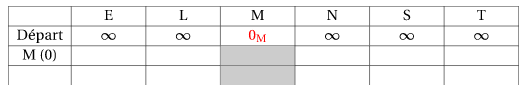 E L M N S T
Départ ∞ ∞ 0M ∞ ∞ ∞
M (0)